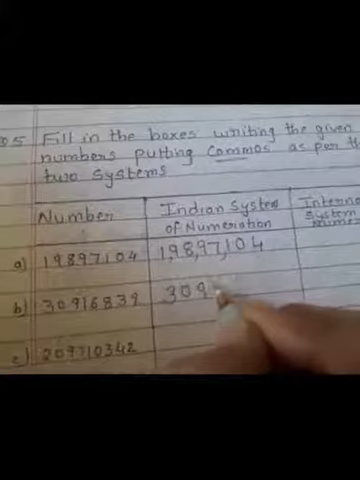 Q5 Fill in the boxes writing the given
numbers putting commas as per the
two systems
Number Indian System of Numeration
a) 19897104 1,98,97,104
b) 30916839 309
c) 209710342